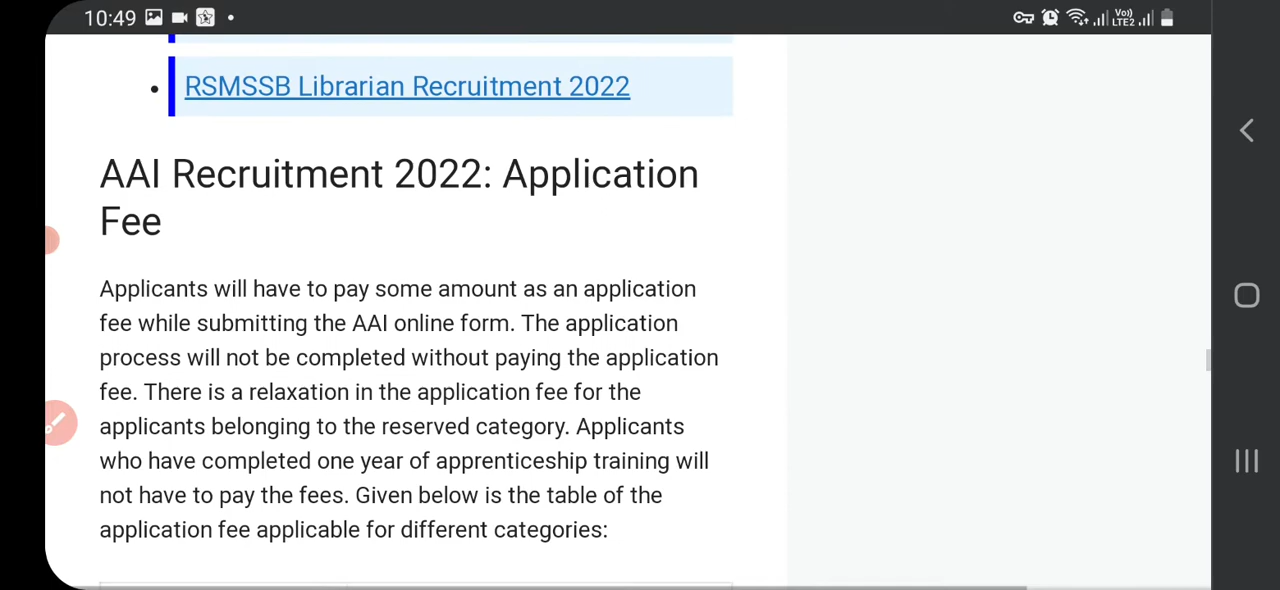 10:49
Vo))
LTE2
RSMSSB Librarian Recruitment 2022
AAI Recruitment 2022: Application
Fee
Applicants will have to pay some amount as an application
fee while submitting the AAI online form. The application
process will not be completed without paying the application
fee. There is a relaxation in the application fee for the
applicants belonging to the reserved category. Applicants
who have completed one year of apprenticeship training will
not have to pay the fees. Given below is the table of the
application fee applicable for different categories: